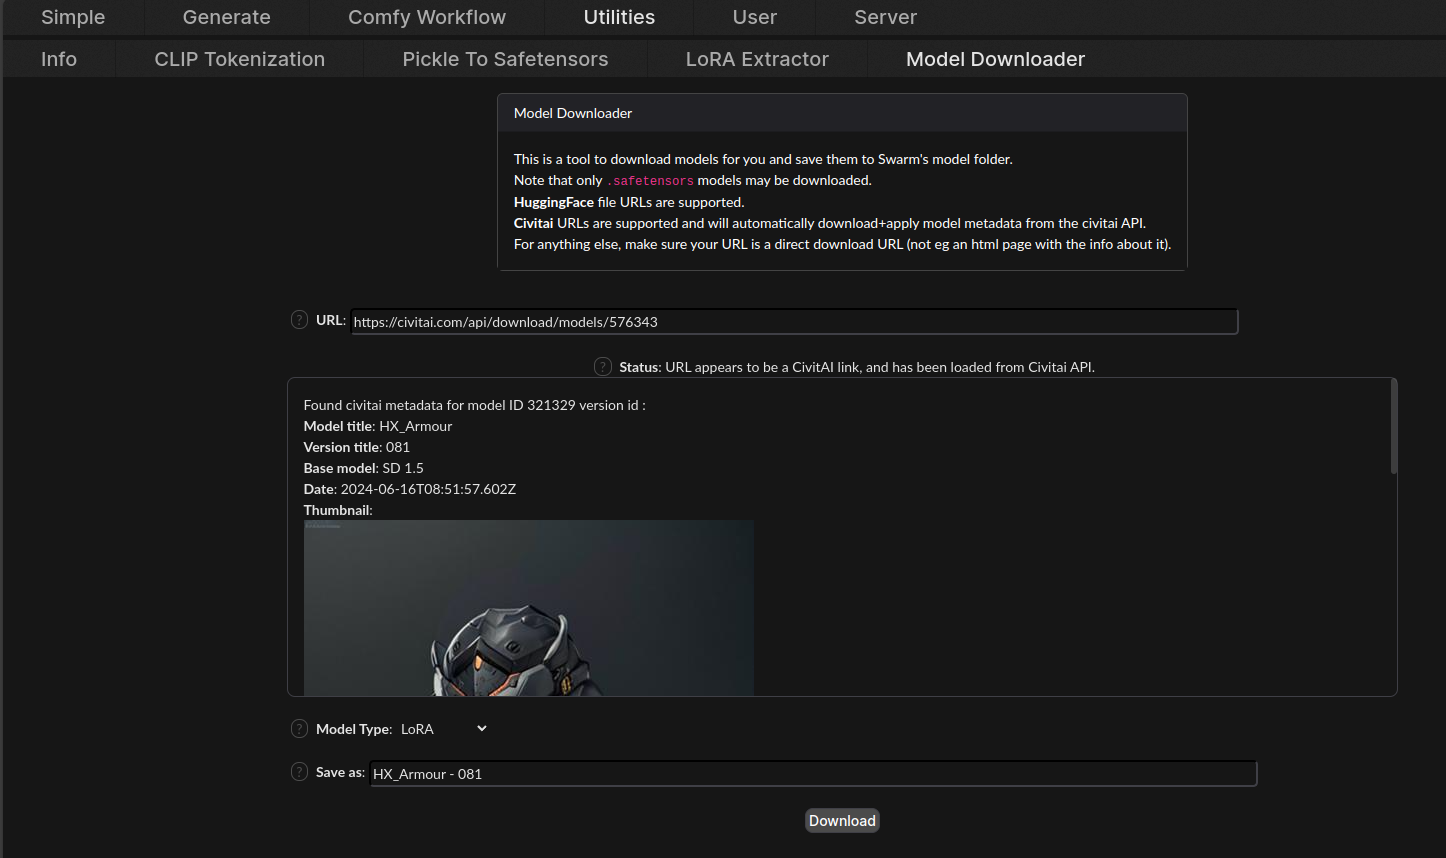 Simple Generate Comfy Workflow Utilities User Server
Info CLIP Tokenization Pickle To Safetensors LoRA Extractor Model Downloader
Model Downloader
This is a tool to download models for you and save them to Swarm's model folder.
Note that only .safetensors models may be downloaded.
HuggingFace file URLs are supported.
Civitai URLs are supported and will automatically download+apply model metadata from the civitai API.
For anything else, make sure your URL is a direct download URL (not eg an html page with the info about it).
? URL: https://civitai.com/api/download/models/576343
? Status: URL appears to be a CivitAI link, and has been loaded from Civitai API.
Found civitai metadata for model ID 321329 version id :
Model title: HX_Armour
Version title: 081
Base model: SD 1.5
Date: 2024-06-16T08:51:57.602Z
Thumbnail:
? Model Type: LoRA
? Save as: HX_Armour - 081
Download